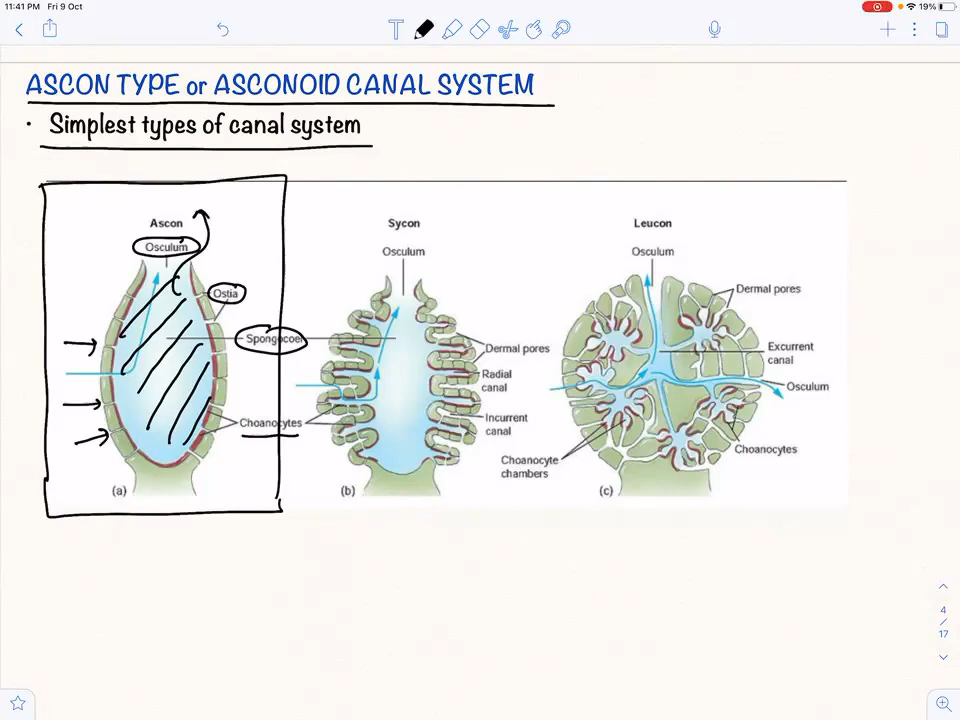 11:41 PM Fri 9 Oct
19%
T
ASCON TYPE or ASCONOID CANAL SYSTEM
· Simplest types of canal system
Ascon
Sycon
Leucon
Osculum
Osculum
Osculum
Ostia
Dermal pores
Spongocoel
Dermal pores
Excurrent
canal
Radial
canal
Osculum
Choanocytes
Incurrent
canal
Choanocytes
Choanocyte
chambers
(a)
(b)
(c)
4
/
17